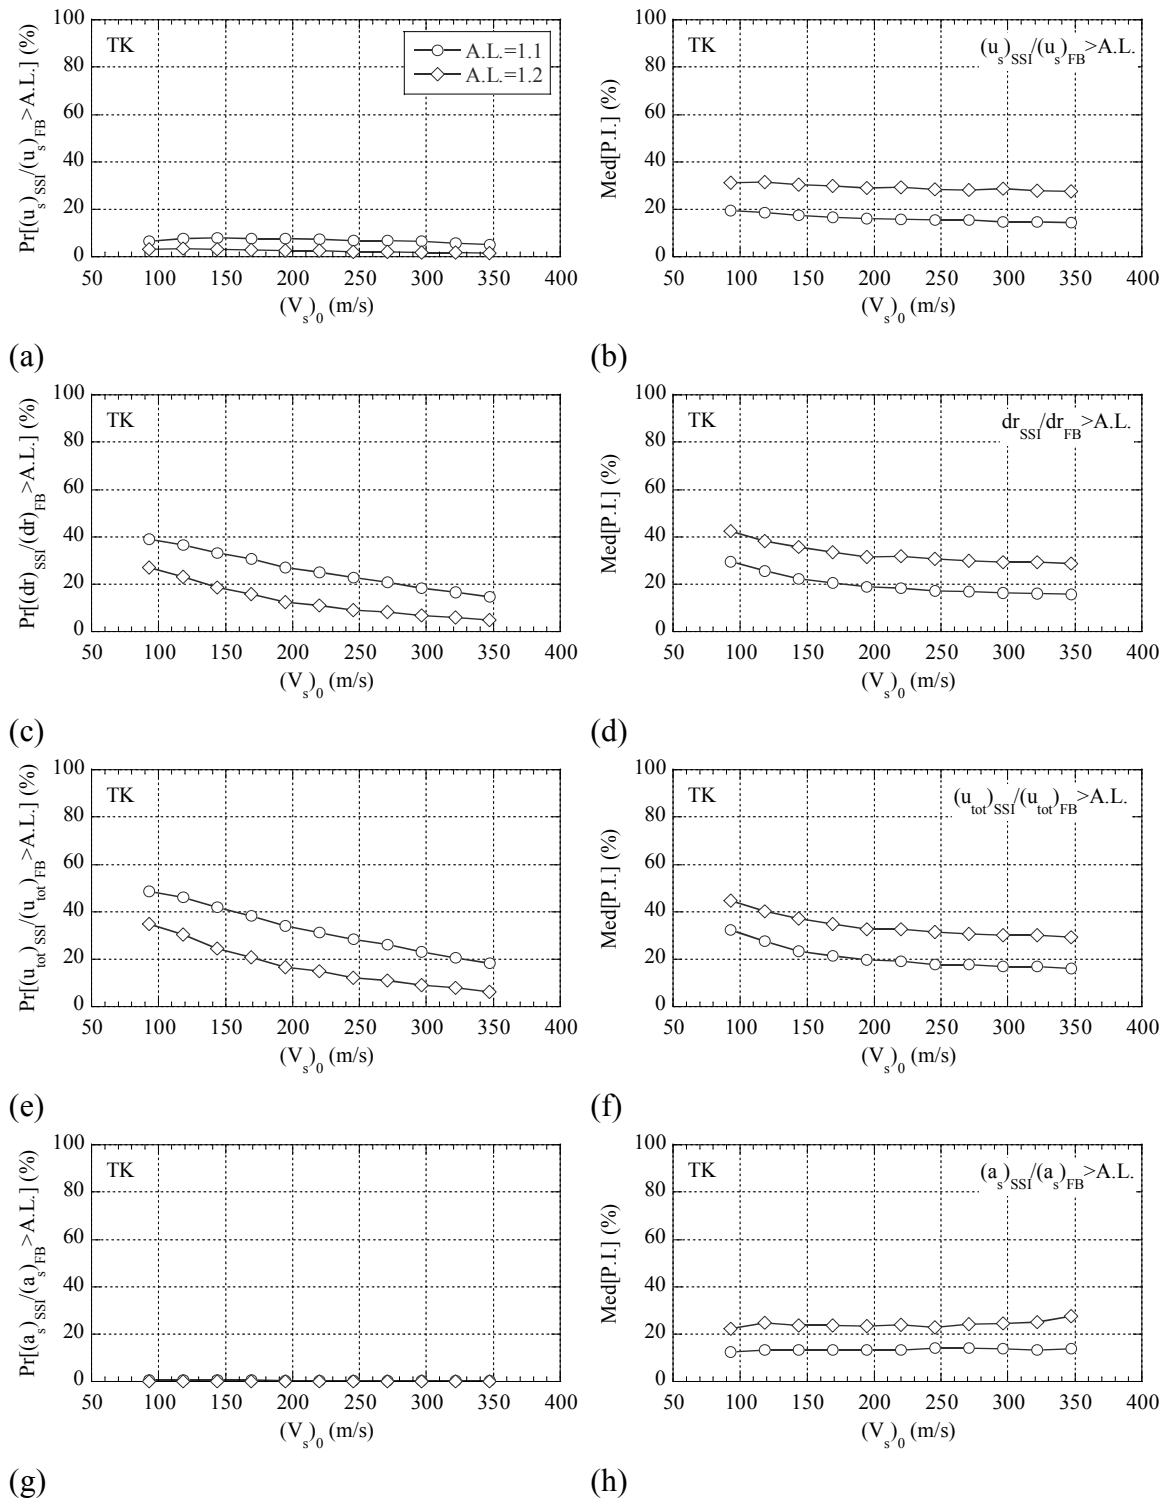 Pr[(u_s)_SSI/(u_s)_FB>A.L.] (%)
100
80
60
40
20
0
TK
A.L.=1.1
A.L.=1.2
50 100 150 200 250 300 350 400
(V_s)_0 (m/s)
(a)
Med[P.I.] (%)
100
80
60
40
20
0
TK
(u_s)_SSI/(u_s)_FB>A.L.
50 100 150 200 250 300 350 400
(V_s)_0 (m/s)
(b)
Pr[(dr)_SSI/(dr)_FB>A.L.] (%)
100
80
60
40
20
0
TK
50 100 150 200 250 300 350 400
(V_s)_0 (m/s)
(c)
Med[P.I.] (%)
100
80
60
40
20
0
TK
dr_SSI/dr_FB>A.L.
50 100 150 200 250 300 350 400
(V_s)_0 (m/s)
(d)
Pr[(u_tot)_SSI/(u_tot)_FB>A.L.] (%)
100
80
60
40
20
0
TK
50 100 150 200 250 300 350 400
(V_s)_0 (m/s)
(e)
Med[P.I.] (%)
100
80
60
40
20
0
TK
(u_tot)_SSI/(u_tot)_FB>A.L.
50 100 150 200 250 300 350 400
(V_s)_0 (m/s)
(f)
Pr[(a_s)_SSI/(a_s)_FB>A.L.] (%)
100
80
60
40
20
0
TK
50 100 150 200 250 300 350 400
(V_s)_0 (m/s)
(g)
Med[P.I.] (%)
100
80
60
40
20
0
TK
(a_s)_SSI/(a_s)_FB>A.L.
50 100 150 200 250 300 350 400
(V_s)_0 (m/s)
(h)